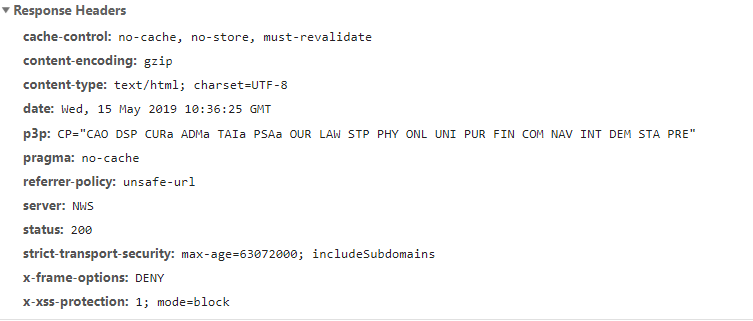 Response Headers
cache-control: no-cache, no-store, must-revalidate
content-encoding: gzip
content-type: text/html; charset=UTF-8
date: Wed, 15 May 2019 10:36:25 GMT
p3p: CP="CAO DSP CURa ADMa TAIa PSAa OUR LAW STP PHY ONL UNI PUR FIN COM NAV INT DEM STA PRE"
pragma: no-cache
referrer-policy: unsafe-url
server: NWS
status: 200
strict-transport-security: max-age=63072000; includeSubdomains
x-frame-options: DENY
x-xss-protection: 1; mode=block